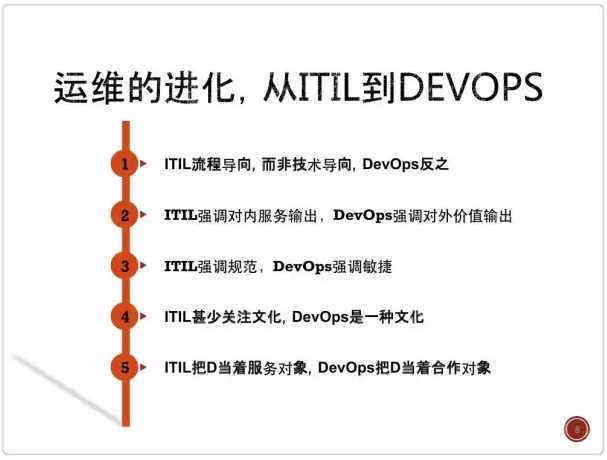 运维的进化, 从ITIL到DEVOPS
1 ITIL流程导向, 而非技术导向, DevOps反之
2 ITIL强调对内服务输出，DevOps强调对外价值输出
3 ITIL强调规范，DevOps强调敏捷
4 ITIL甚少关注文化, DevOps是一种文化
5 ITIL把D当着服务对象, DevOps把D当着合作对象
8